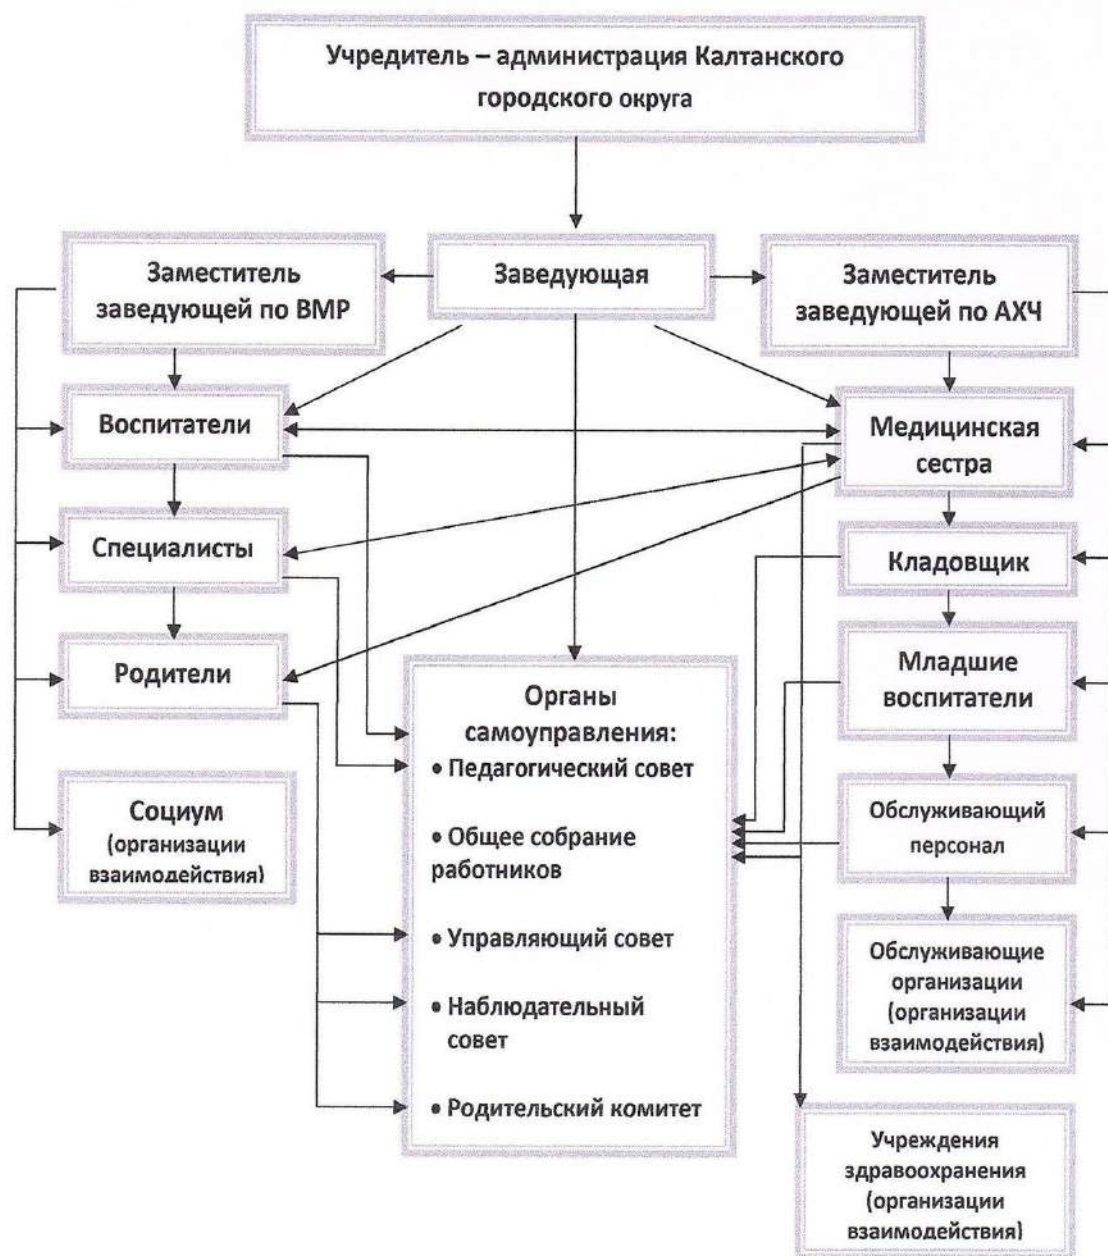 Учредитель – администрация Калтанского
городского округа
Заместитель
заведующей по ВМР
Заведующая
Заместитель
заведующей по АХЧ
Воспитатели
Медицинская
сестра
Специалисты
Кладовщик
Родители
Младшие
воспитатели
Органы
самоуправления:
• Педагогический совет
• Общее собрание
работников
• Управляющий совет
• Наблюдательный
совет
• Родительский комитет
Социум
(организации
взаимодействия)
Обслуживающий
персонал
Обслуживающие
организации
(организации
взаимодействия)
Учреждения
здравоохранения
(организации
взаимодействия)